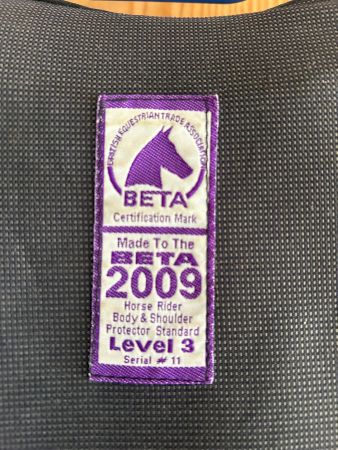 BRITISH EQUESTRIAN TRADE ASSOCIATION
BETA
Certification Mark
Made To The
BETA
2009
Horse Rider
Body & Shoulder
Protector Standard
Level 3
Serial # 11